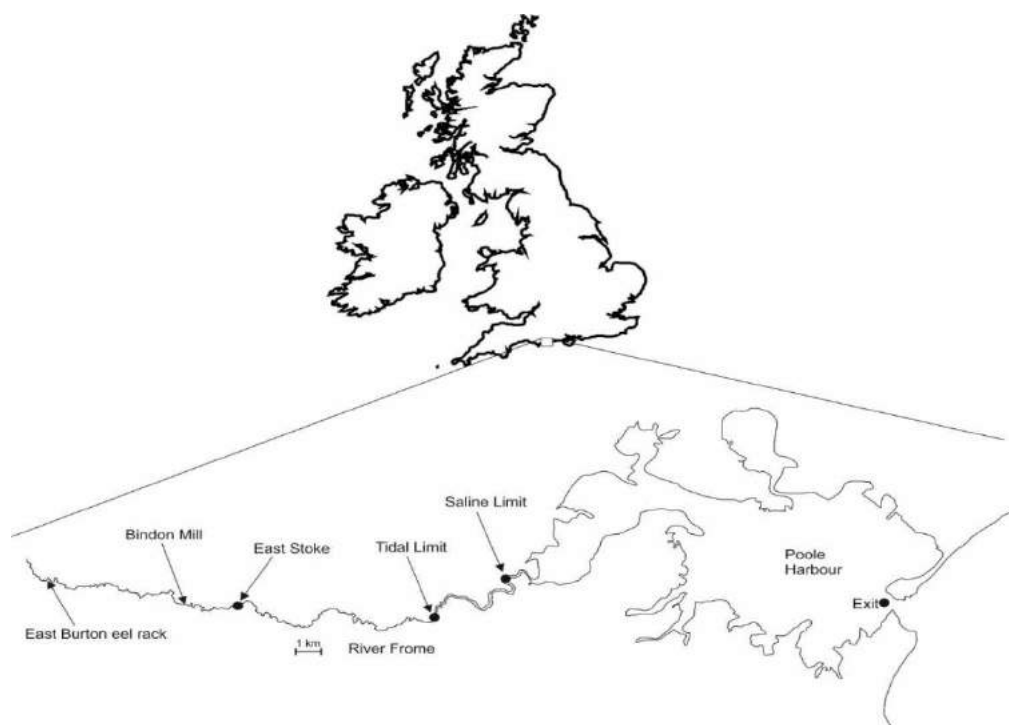 Saline Limit
Bindon Mill
East Stoke
Tidal Limit
Poole
Harbour
Exit
East Burton eel rack
1 km
River Frome